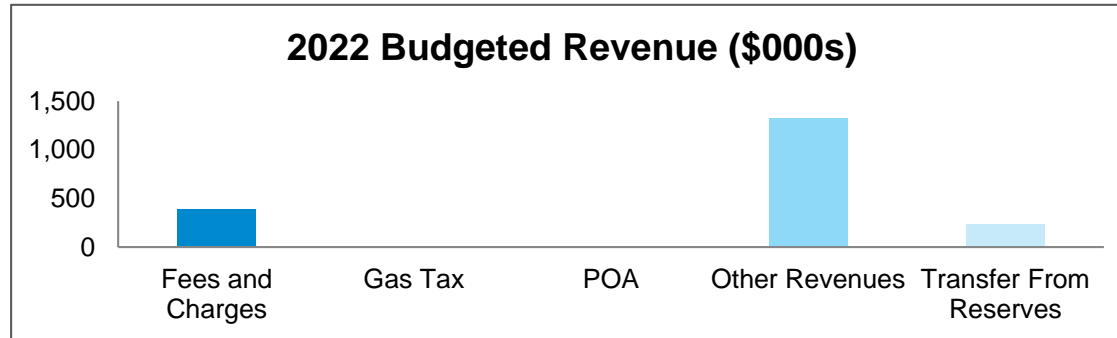 2022 Budgeted Revenue ($000s)
1,500
1,000
500
0
Fees and Charges
Gas Tax
POA
Other Revenues
Transfer From Reserves